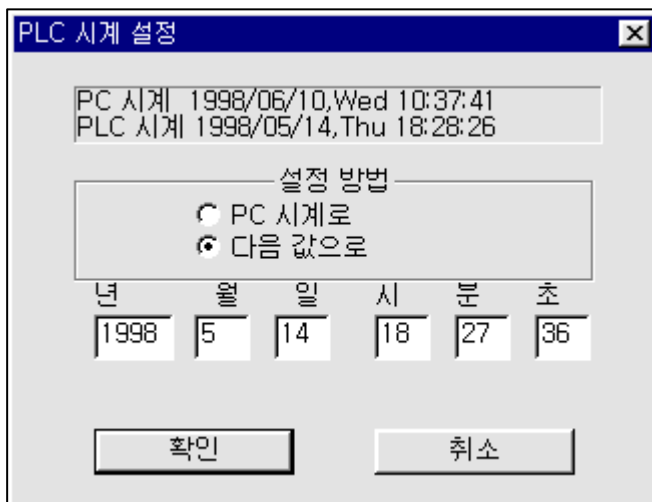 PLC 시계 설정
PC 시계 1998/06/10,Wed 10:37:41
PLC 시계 1998/05/14,Thu 18:28:26
설정 방법
PC 시계로
다음 값으로
년 월 일 시 분 초
1998 5 14 18 27 36
확인 취소